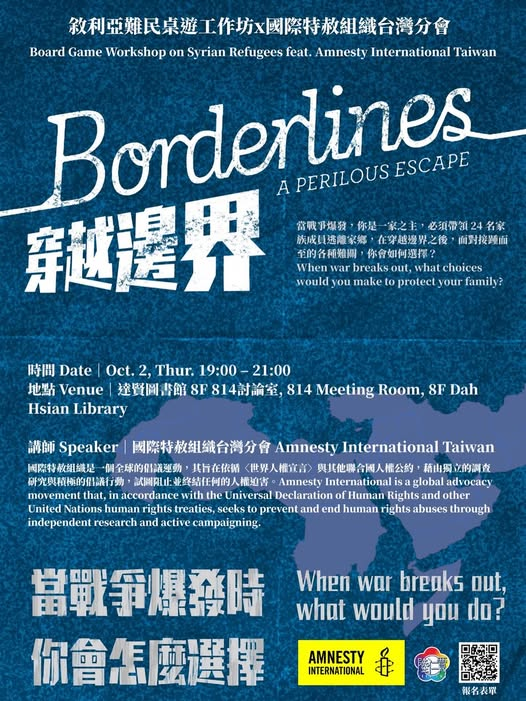 敘利亞難民桌遊工作坊x國際特赦組織台灣分會
Board Game Workshop on Syrian Refugees feat. Amnesty International Taiwan
Borderlines
A PERILOUS ESCAPE
穿越邊界
當戰爭爆發，你是一家之主，必須帶領 24 名家
族成員逃離家鄉，在穿越邊界之後，面對接踵而
至的各種難關，你會如何選擇？
When war breaks out, what choices
would you make to protect your family?
時間 Date｜Oct. 2, Thur. 19:00 – 21:00
地點 Venue｜達賢圖書館 8F 814討論室, 814 Meeting Room, 8F Dah
Hsian Library
講師 Speaker｜國際特赦組織台灣分會 Amnesty International Taiwan
國際特赦組織是一個全球的倡議運動，其旨在依循〈世界人權宣言〉與其他聯合國人權公約，藉由獨立的調查
研究與積極的倡議行動，試圖阻止並終結任何的人權迫害。Amnesty International is a global advocacy
movement that, in accordance with the Universal Declaration of Human Rights and other
United Nations human rights treaties, seeks to prevent and end human rights abuses through
independent research and active campaigning.
當戰爭爆發時
你會怎麼選擇
When war breaks out,
what would you do?
AMNESTY
INTERNATIONAL
報名表單